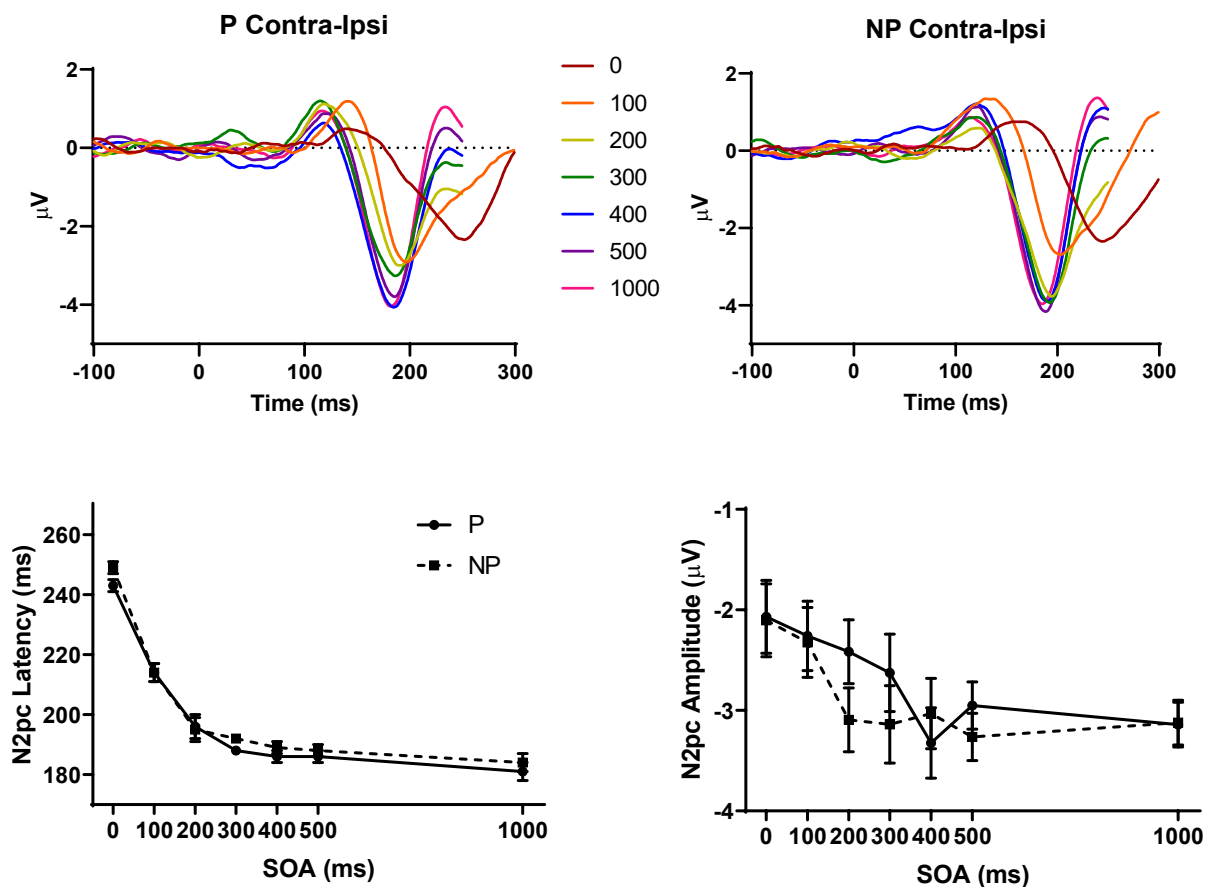 P Contra-Ipsi
2
0
-2
-4
μV
-100 0 100 200 300
Time (ms)
0
100
200
300
400
500
1000
NP Contra-Ipsi
2
0
-2
-4
μV
-100 0 100 200 300
Time (ms)
260
240
220
200
180
N2pc Latency (ms)
P
NP
0 100 200 300 400 500 1000
SOA (ms)
-1
-2
-3
-4
N2pc Amplitude (μV)
0 100 200 300 400 500 1000
SOA (ms)